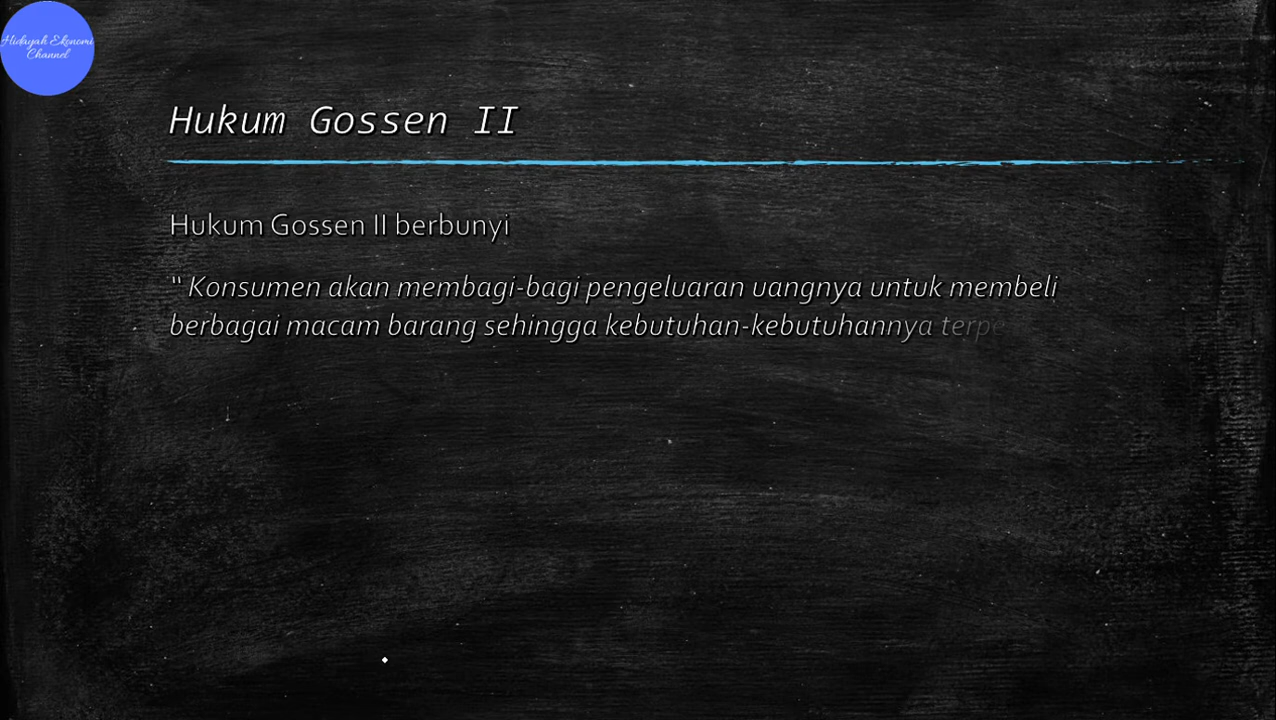 Hidayah Ekonomi
Channel
Hukum Gossen II
Hukum Gossen II berbunyi
" Konsumen akan membagi-bagi pengeluaran uangnya untuk membeli
berbagai macam barang sehingga kebutuhan-kebutuhannya terpe